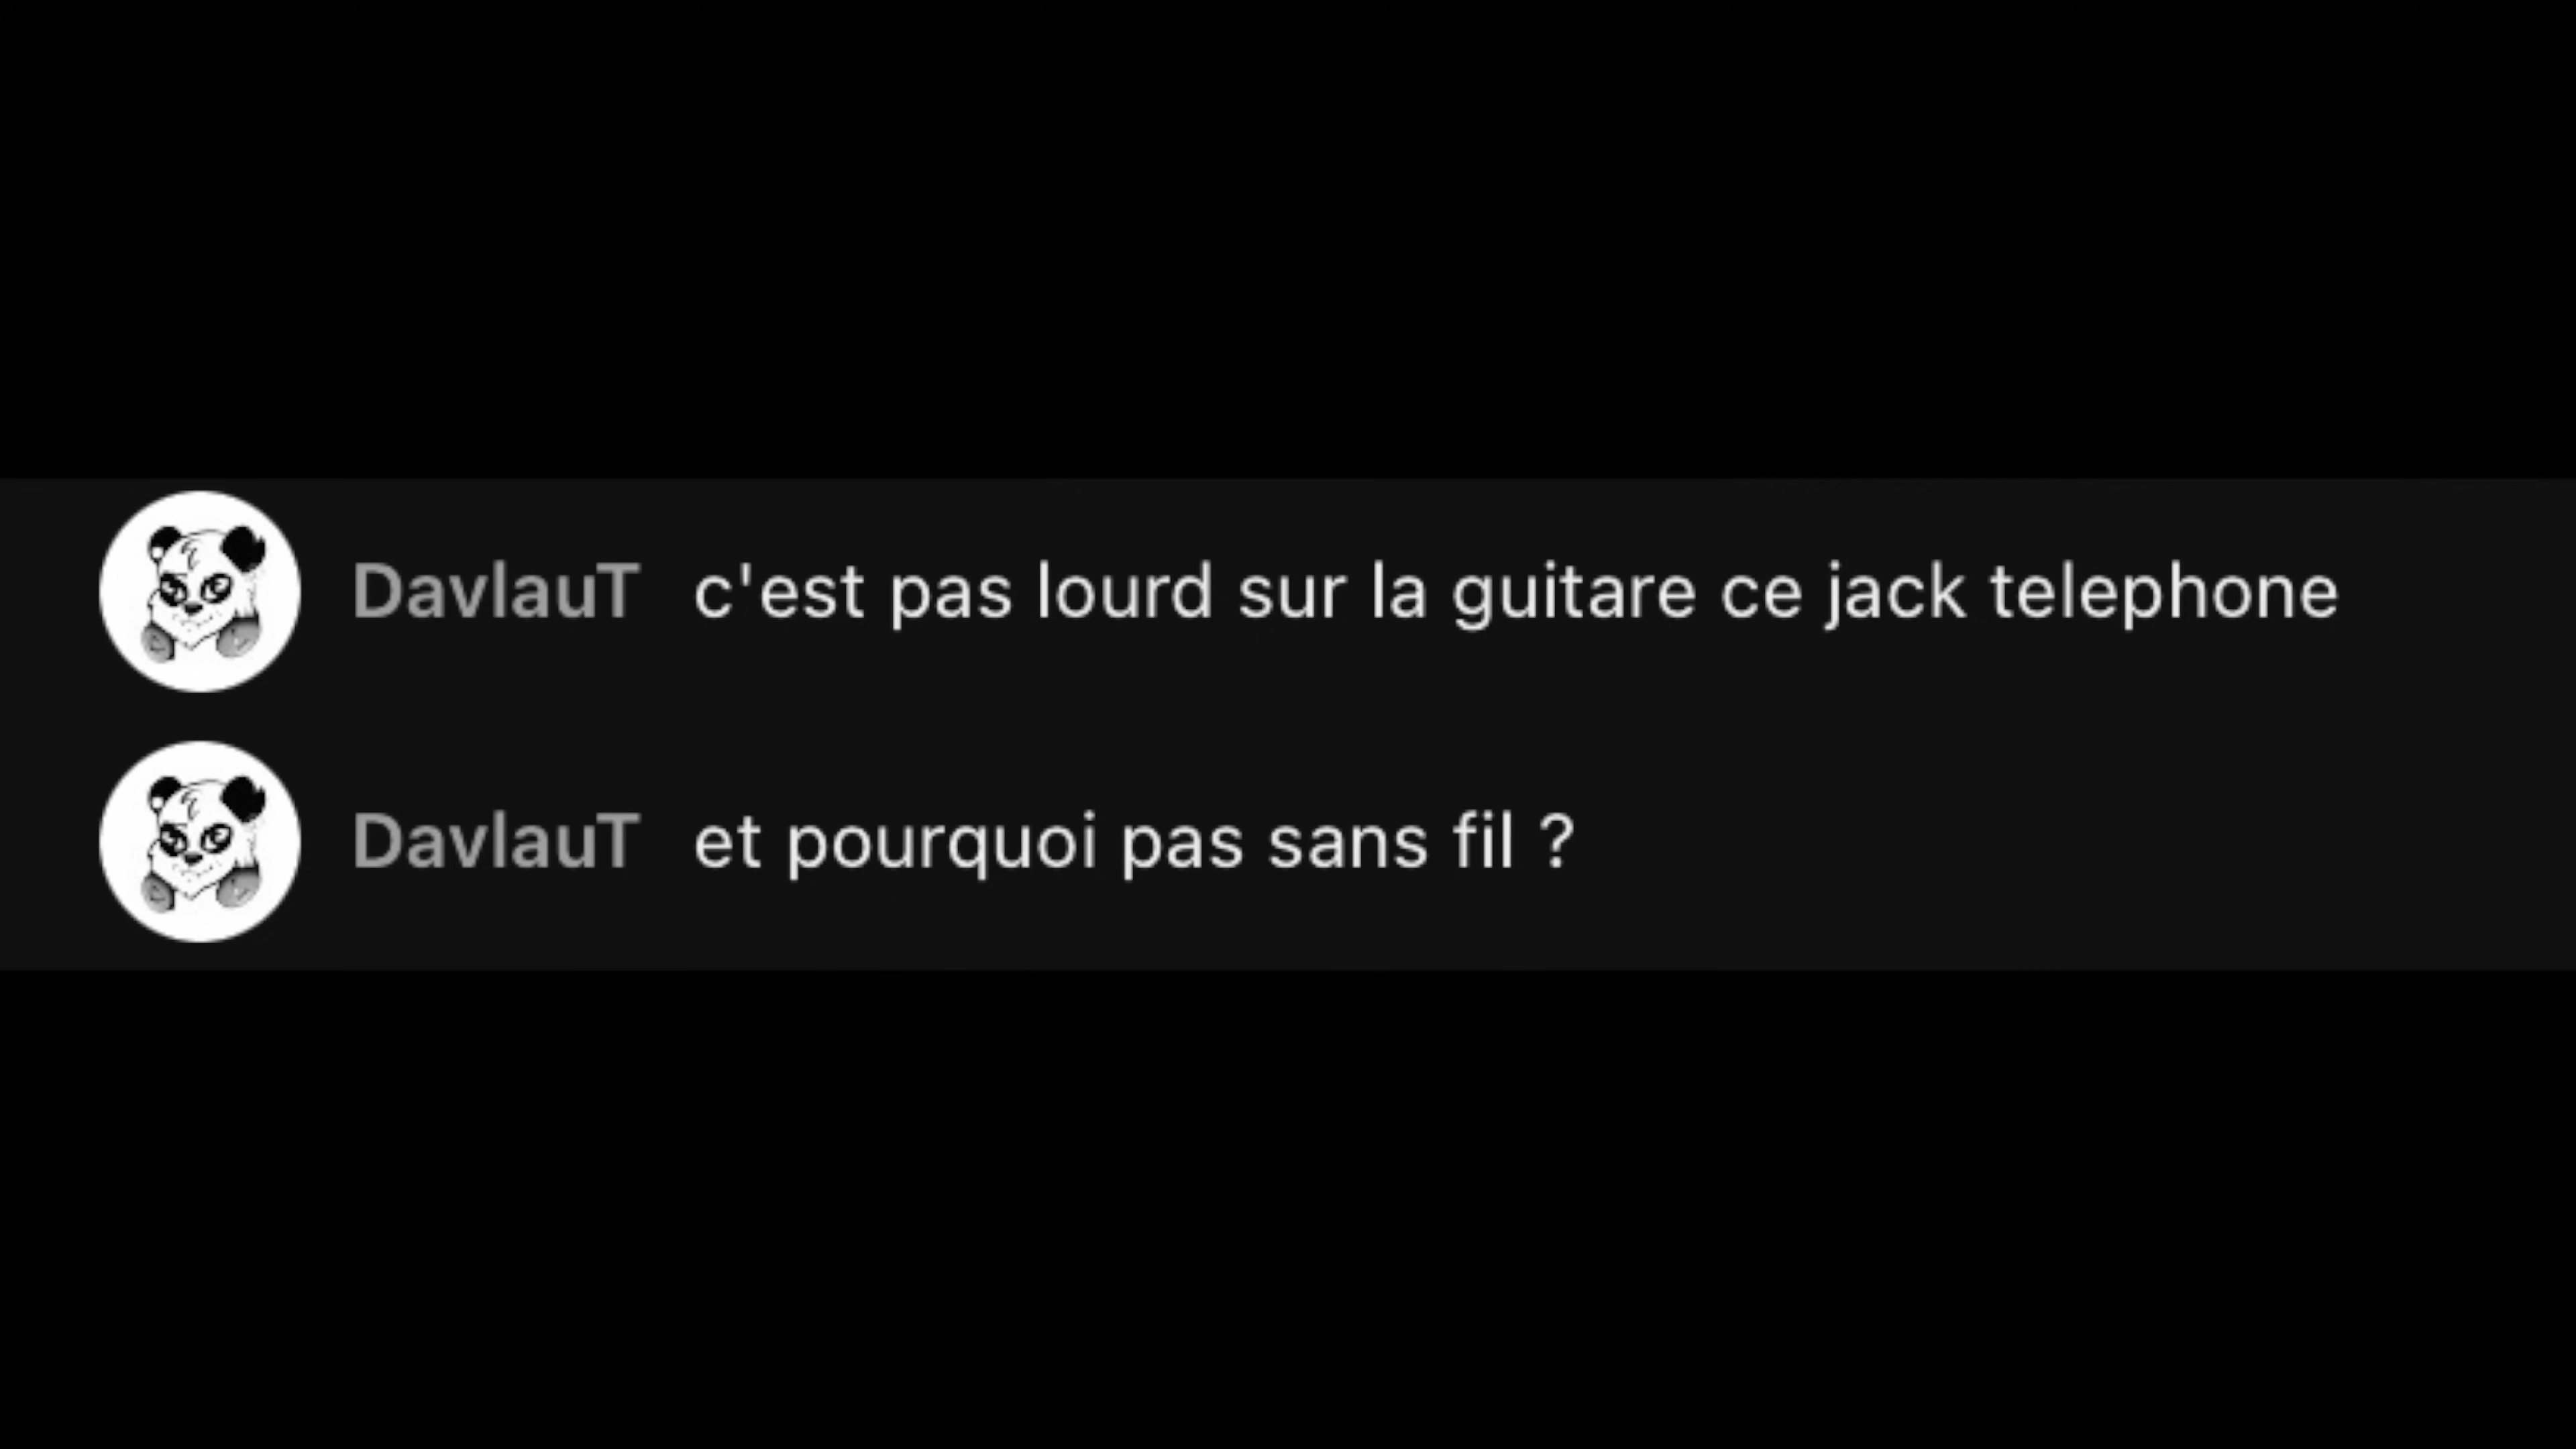 DavlauT c'est pas lourd sur la guitare ce jack telephone
DavlauT et pourquoi pas sans fil ?